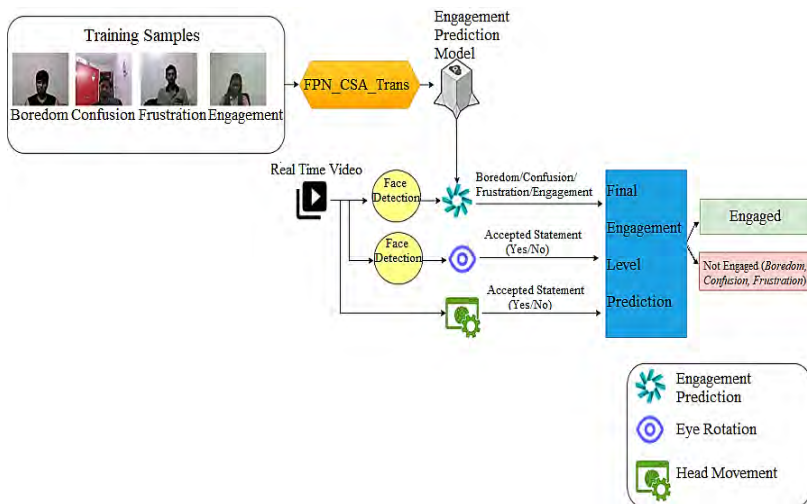 Training Samples
Boredom
Confusion
Frustration
Engagement
FPN_CSA_Trans
Engagement
Prediction
Model
Real Time Video
Face
Detection
Boredom/Confusion/
Frustration/Engagement
Face
Detection
Accepted Statement
(Yes/No)
Accepted Statement
(Yes/No)
Final
Engagement
Level
Prediction
Engaged
Not Engaged (Boredom,
Confusion, Frustration)
Engagement
Prediction
Eye Rotation
Head Movement